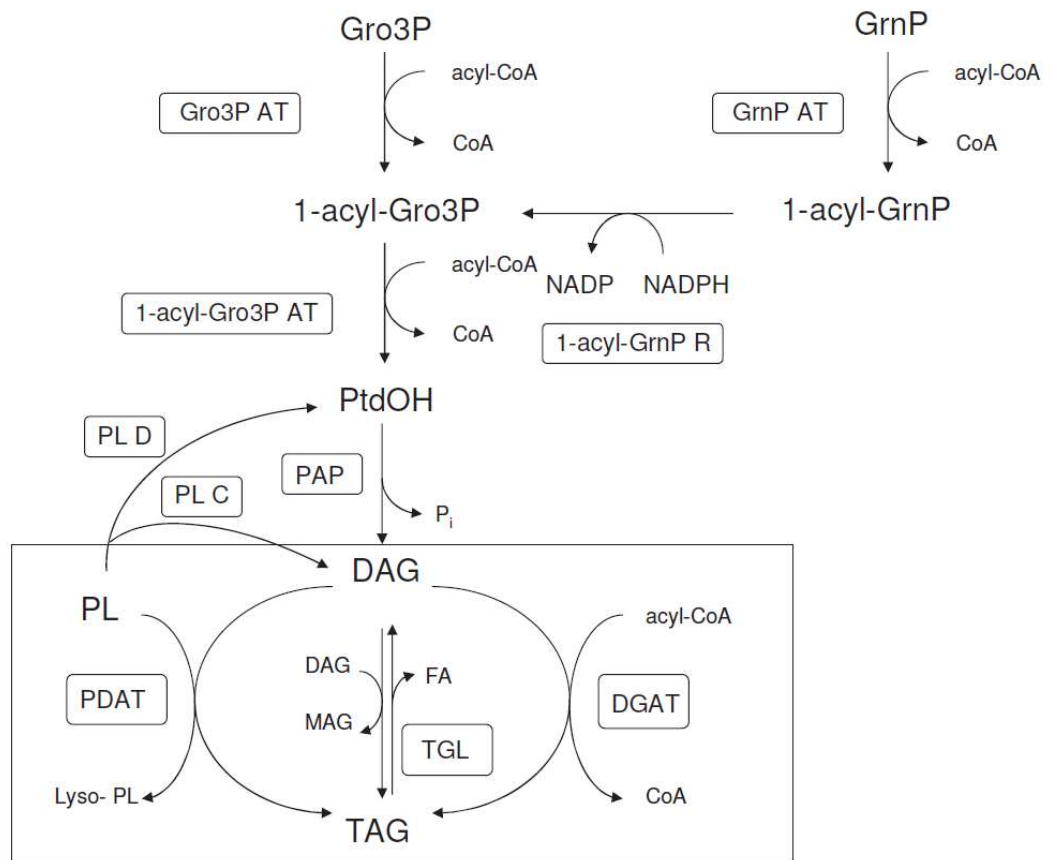 Gro3P
GrnP
acyl-CoA
acyl-CoA
Gro3P AT
GrnP AT
CoA
CoA
1-acyl-Gro3P
1-acyl-GrnP
acyl-CoA
NADP
NADPH
1-acyl-Gro3P AT
CoA
1-acyl-GrnP R
PtdOH
PL D
PAP
PL C
Pi
DAG
PL
acyl-CoA
DAG
FA
PDAT
DGAT
MAG
TGL
Lyso- PL
CoA
TAG